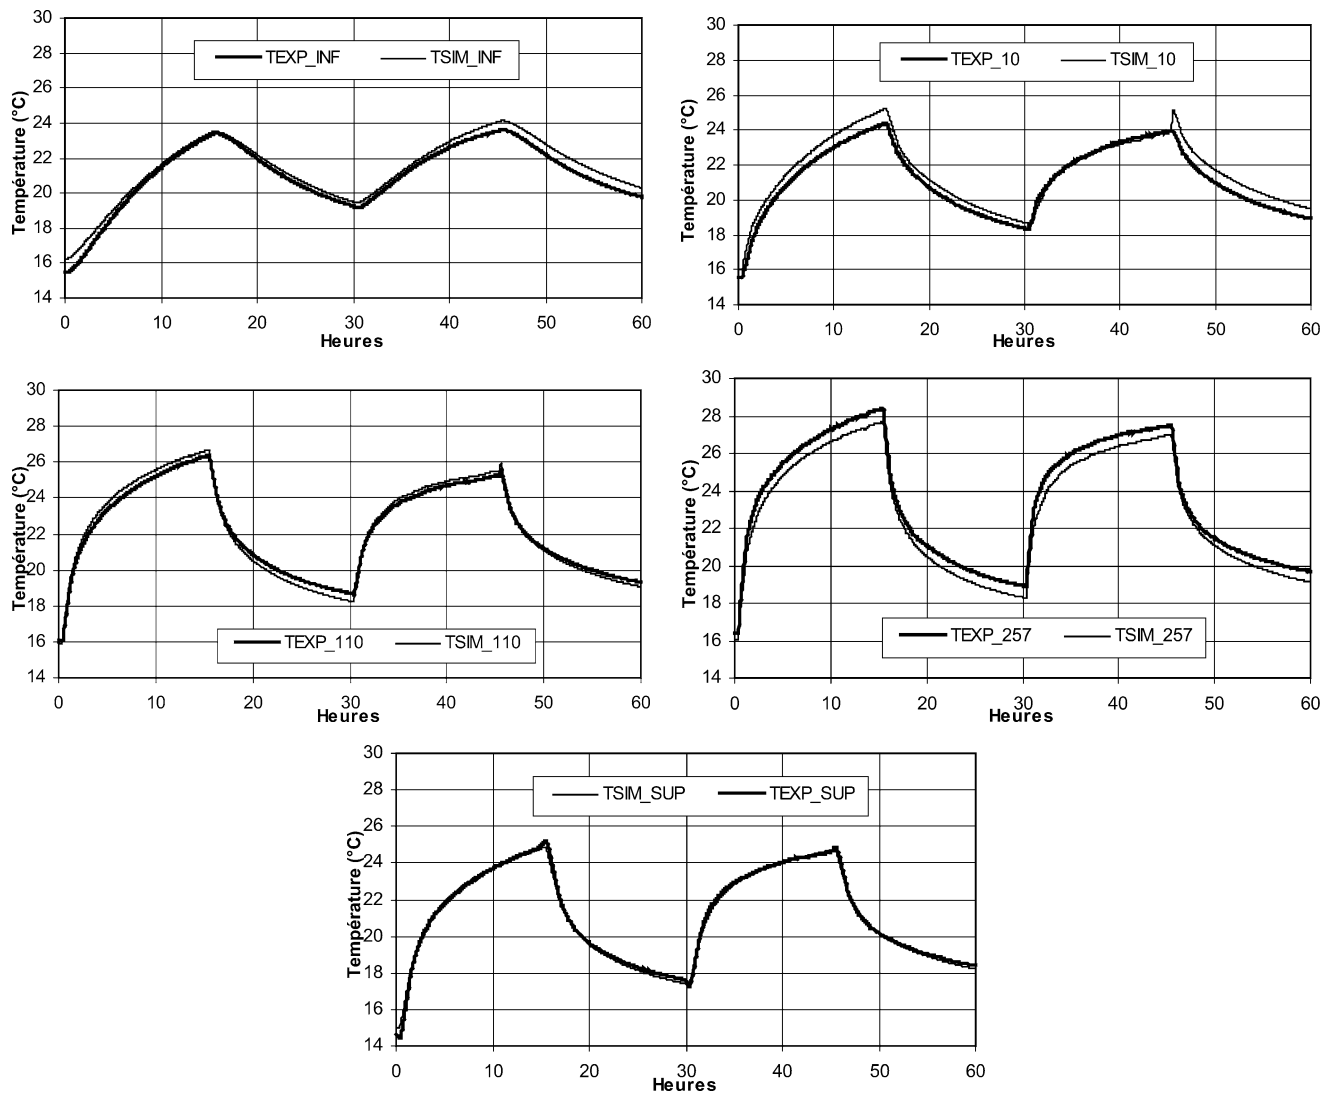 30
28
26
24
22
20
18
16
14
Température (°C)
TEXP_INF TSIM_INF
0 10 20 30 40 50 60
Heures
30
28
26
24
22
20
18
16
14
Température (°C)
TEXP_10 TSIM_10
0 10 20 30 40 50 60
Heures
30
28
26
24
22
20
18
16
14
Température (°C)
TEXP_110 TSIM_110
0 10 20 30 40 50 60
Heures
30
28
26
24
22
20
18
16
14
Température (°C)
TEXP_257 TSIM_257
0 10 20 30 40 50 60
Heures
30
28
26
24
22
20
18
16
14
Température (°C)
TSIM_SUP TEXP_SUP
0 10 20 30 40 50 60
Heures